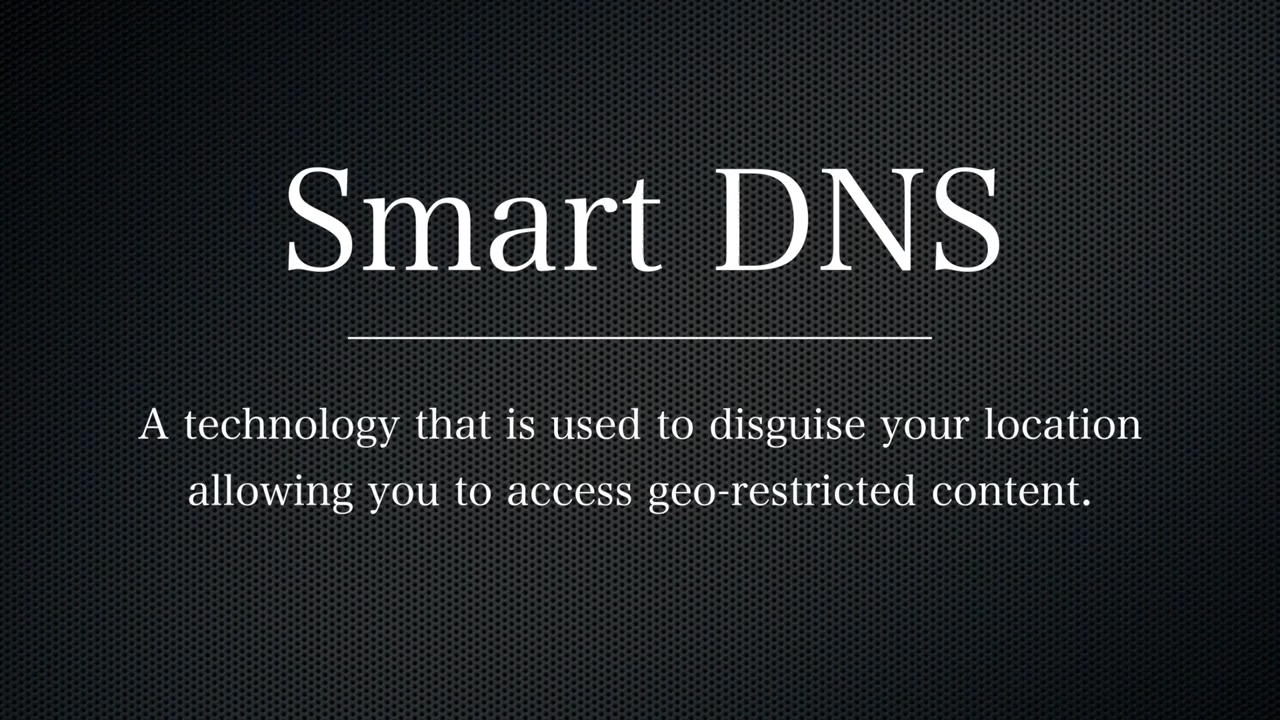 Smart DNS
A technology that is used to disguise your location
allowing you to access geo-restricted content.